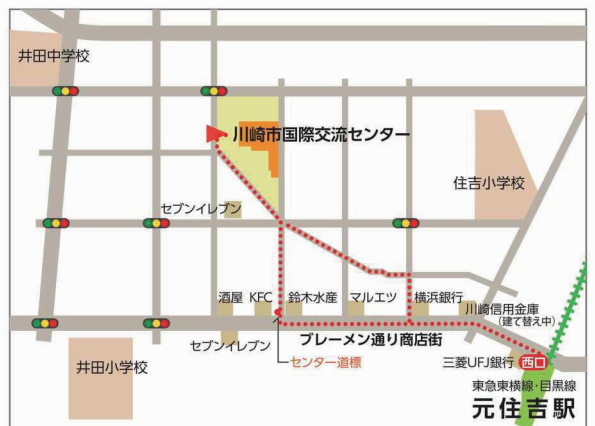 井田中学校
川崎市国際交流センター
住吉小学校
セブンイレブン
酒屋 KFC 鈴木水産 マルエツ 横浜銀行
川崎信用金庫
(建て替え中)
セブンイレブン
ブレーメン通り商店街
センター道標
三菱UFJ銀行 西口
井田小学校
東急東横線・目黒線
元住吉駅